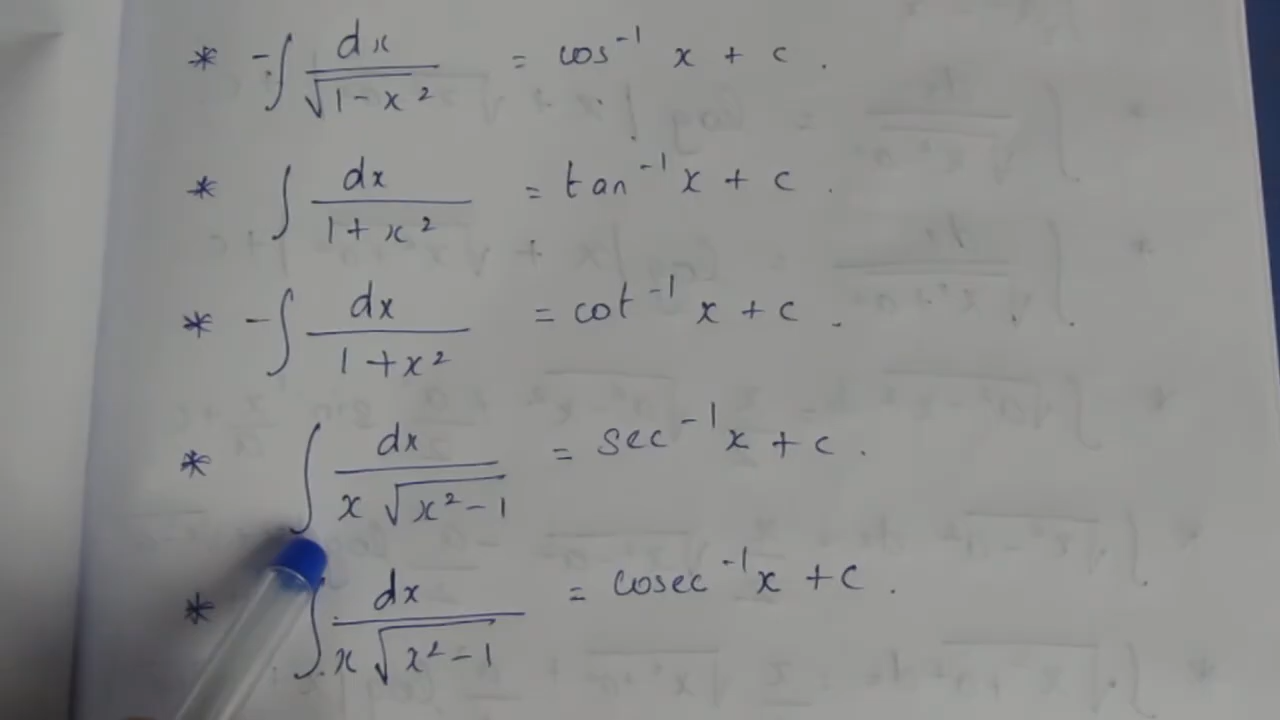 * -∫ dx/√(1-x²) = cos⁻¹ x + c .
* ∫ dx/(1+x²) = tan⁻¹ x + c .
* -∫ dx/(1+x²) = cot⁻¹ x + c .
* ∫ dx/(x √(x²-1)) = sec⁻¹ x + c .
* ∫ dx/(x √(x²-1)) = cosec⁻¹ x + c .